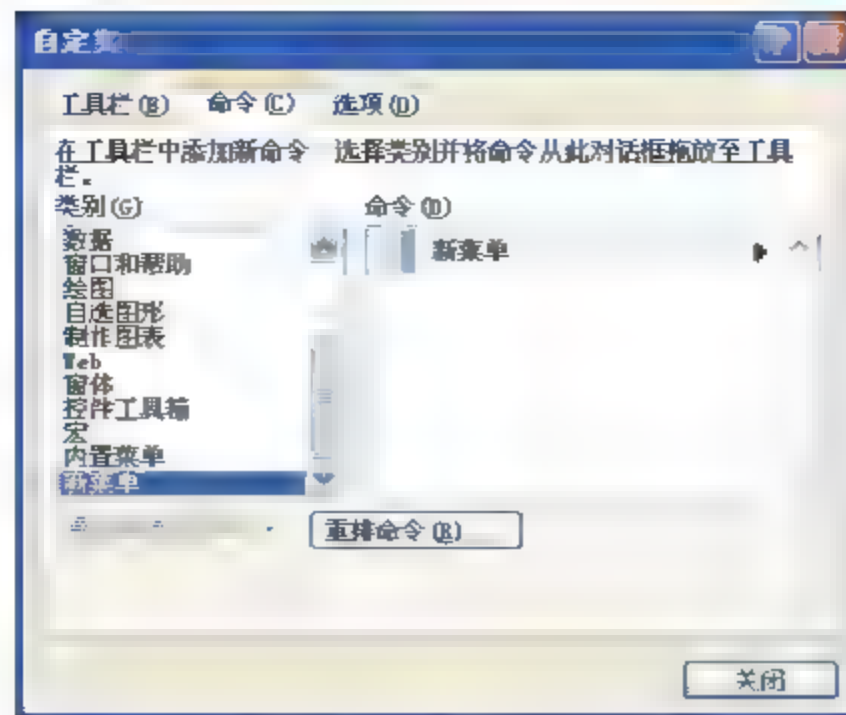 自定义
工具栏(B) 命令(C) 选项(O)
在工具栏中添加新命令 选择类别并将命令从此对话框拖放至工具
栏。
类别(G) 命令(D)
数据
窗口和帮助
绘图
自选图形
制作图表
Web
窗体
控件工具箱
宏
内置菜单
新菜单
新菜单
重排命令(R)
关闭